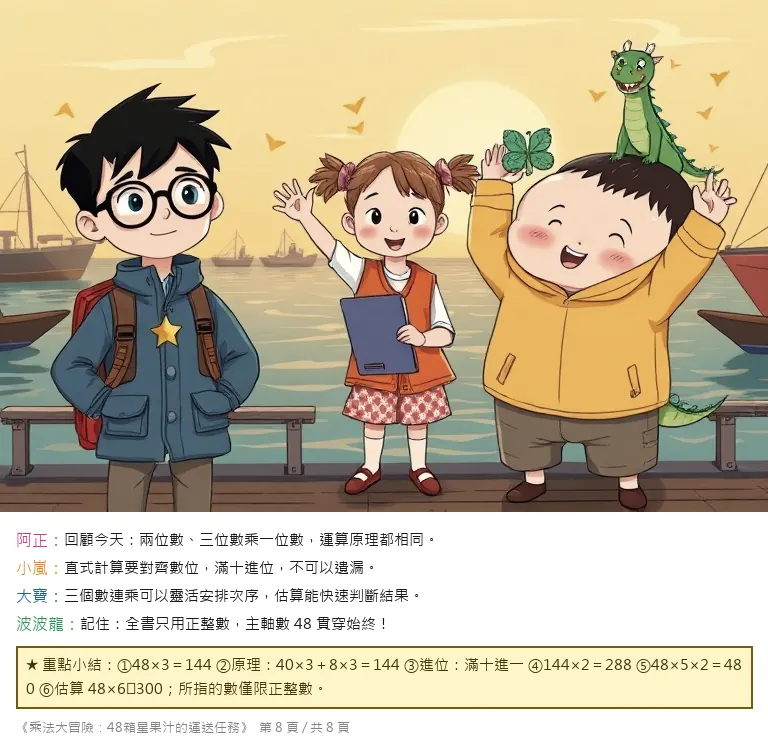 阿正：回顧今天：兩位數、三位數乘一位數，運算原理都相同。
小嵐：直式計算要對齊數位，滿十進位，不可以遺漏。
大寶：三個數連乘可以靈活安排次序，估算能快速判斷結果。
波波龍：記住：全書只用正整數，主軸數 48 貫穿始終！
★ 重點小結：①48×3＝144 ②原理：40×3＋8×3＝144 ③進位：滿十進一 ④144×2＝288 ⑤48×5×2＝48
0 ⑥估算 48×6□300；所指的數僅限正整數。
《乘法大冒險：48箱星果汁的運送任務》 第 8 頁 / 共 8 頁